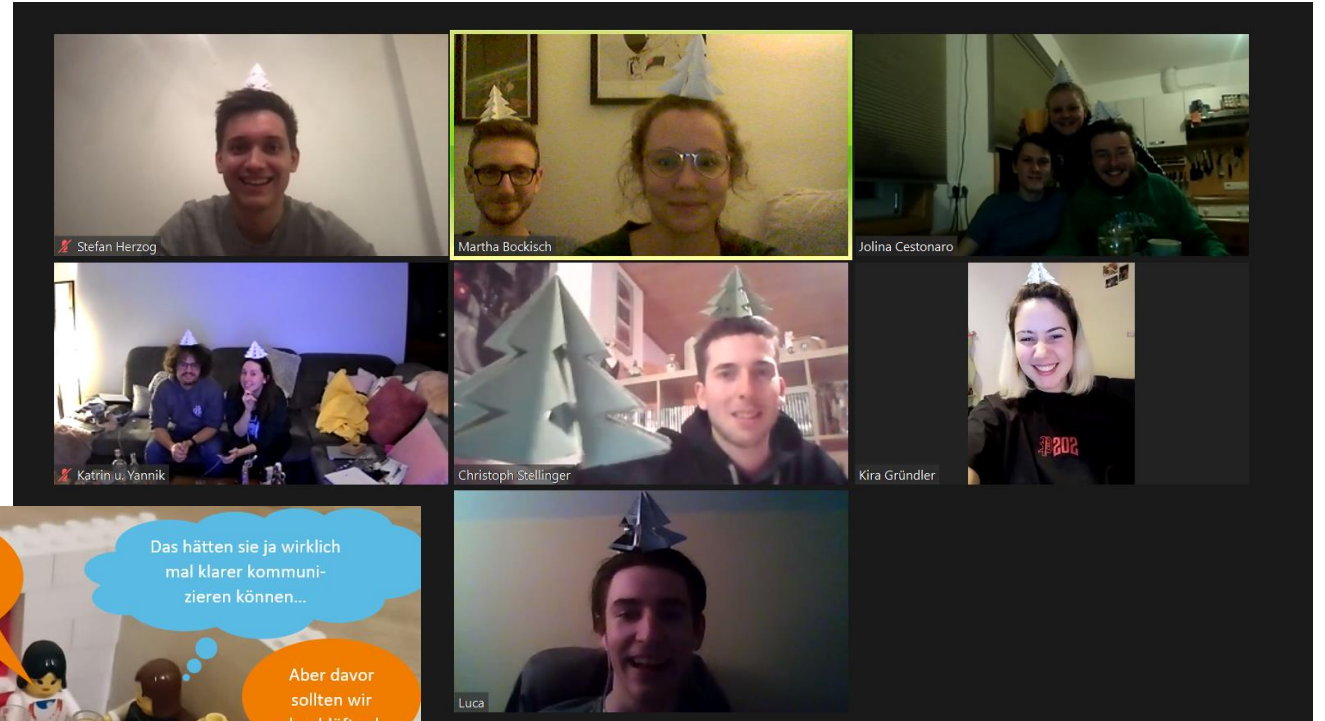 Stefan Herzog
Martha Bockisch
Jolina Cestonaro
Katrin u. Yannik
Christoph Stellinger
Kira Gründler
Luca
Das hätten sie ja wirklich
mal klarer kommuni-
zieren können...
Aber davor
sollten wir